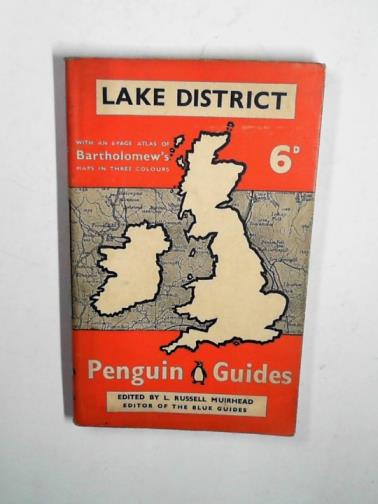 LAKE DISTRICT
WITH AN 8-PAGE ATLAS OF
Bartholomew's
MAPS IN THREE COLOURS
6D
Penguin Guides
EDITED BY L. RUSSELL MUIRHEAD
EDITOR OF THE BLUE GUIDES